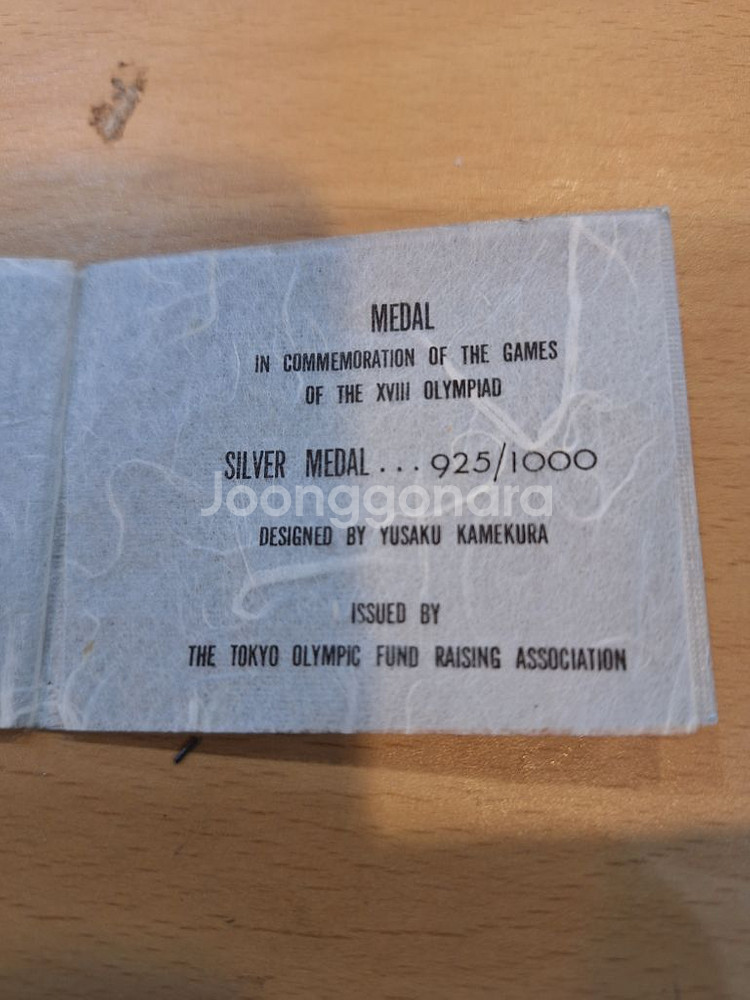 MEDAL
IN COMMEMORATION OF THE GAMES
OF THE XVIII OLYMPIAD
SILVER MEDAL...925/1000
Joonggonara
DESIGNED BY YUSAKU KAMEKURA
ISSUED BY
THE TOKYO OLYMPIC FUND RAISING ASSOCIATION